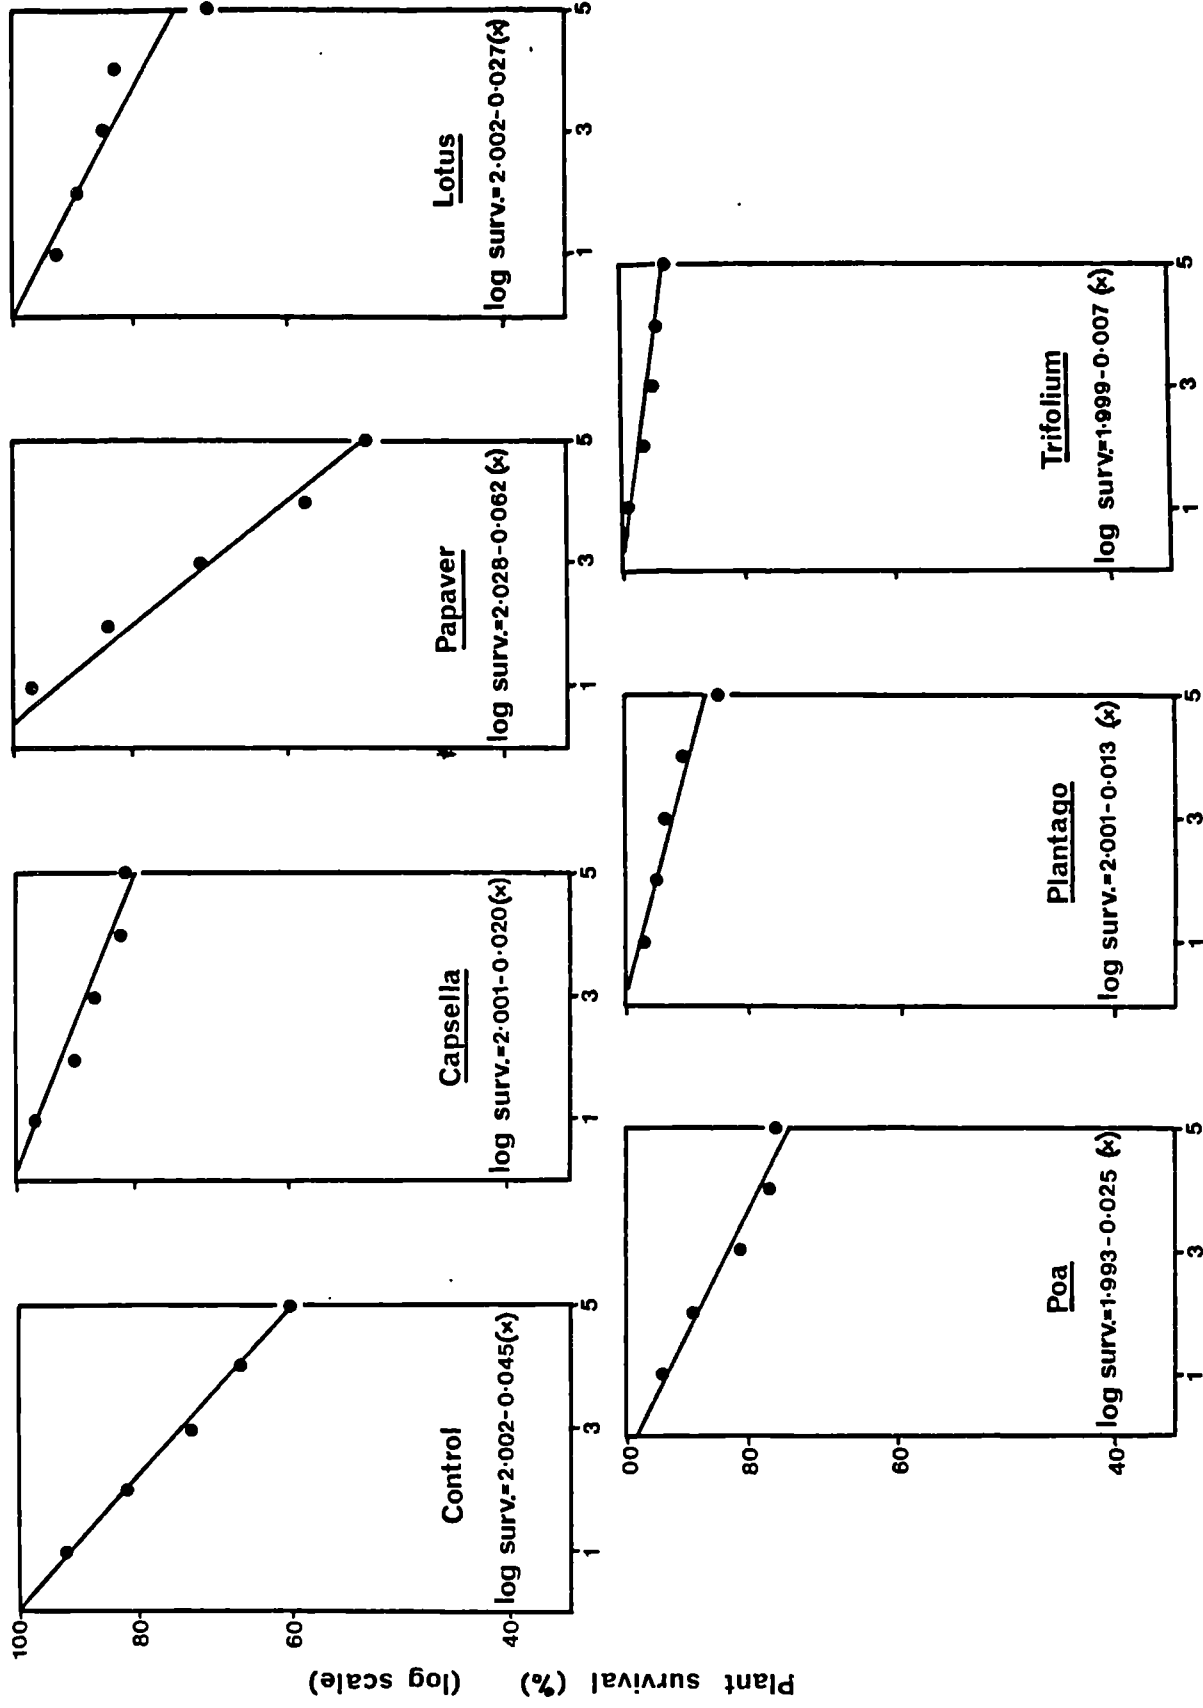 Plant survival (%) (log scale)
100
80
60
40
Control
log surv.=2·002-0·045(x)
1 3 5
Capsella
log surv.=2·001-0·020(x)
1 3 5
Papaver
log surv.=2·028-0·062(x)
1 3 5
Lotus
log surv.=2·002-0·027(x)
1 3 5
00
80
60
40
Poa
log surv.=1·993-0·025 (x)
1 3 5
Plantago
log surv.=2·001-0·013 (x)
1 3 5
Trifolium
log surv.=1·999-0·007 (x)
1 3 5